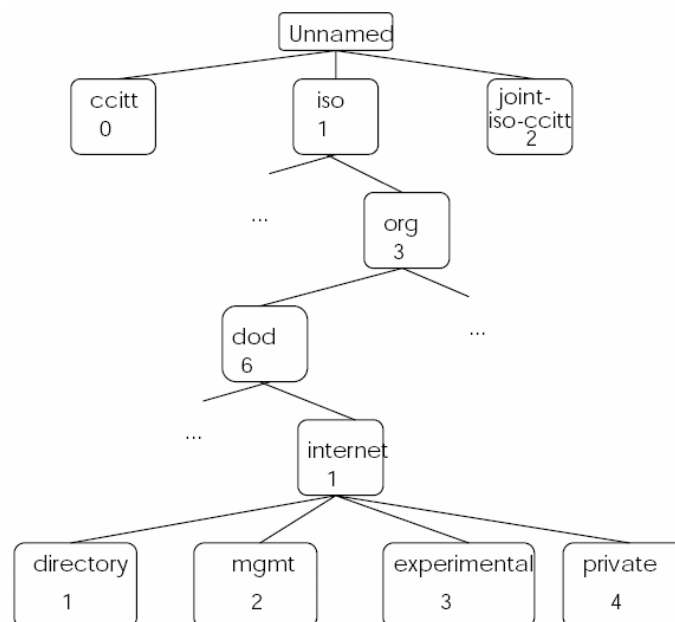 Unnamed
ccitt
0
iso
1
joint-
iso-ccitt
2
...
org
3
dod
6
...
...
internet
1
directory
1
mgmt
2
experimental
3
private
4